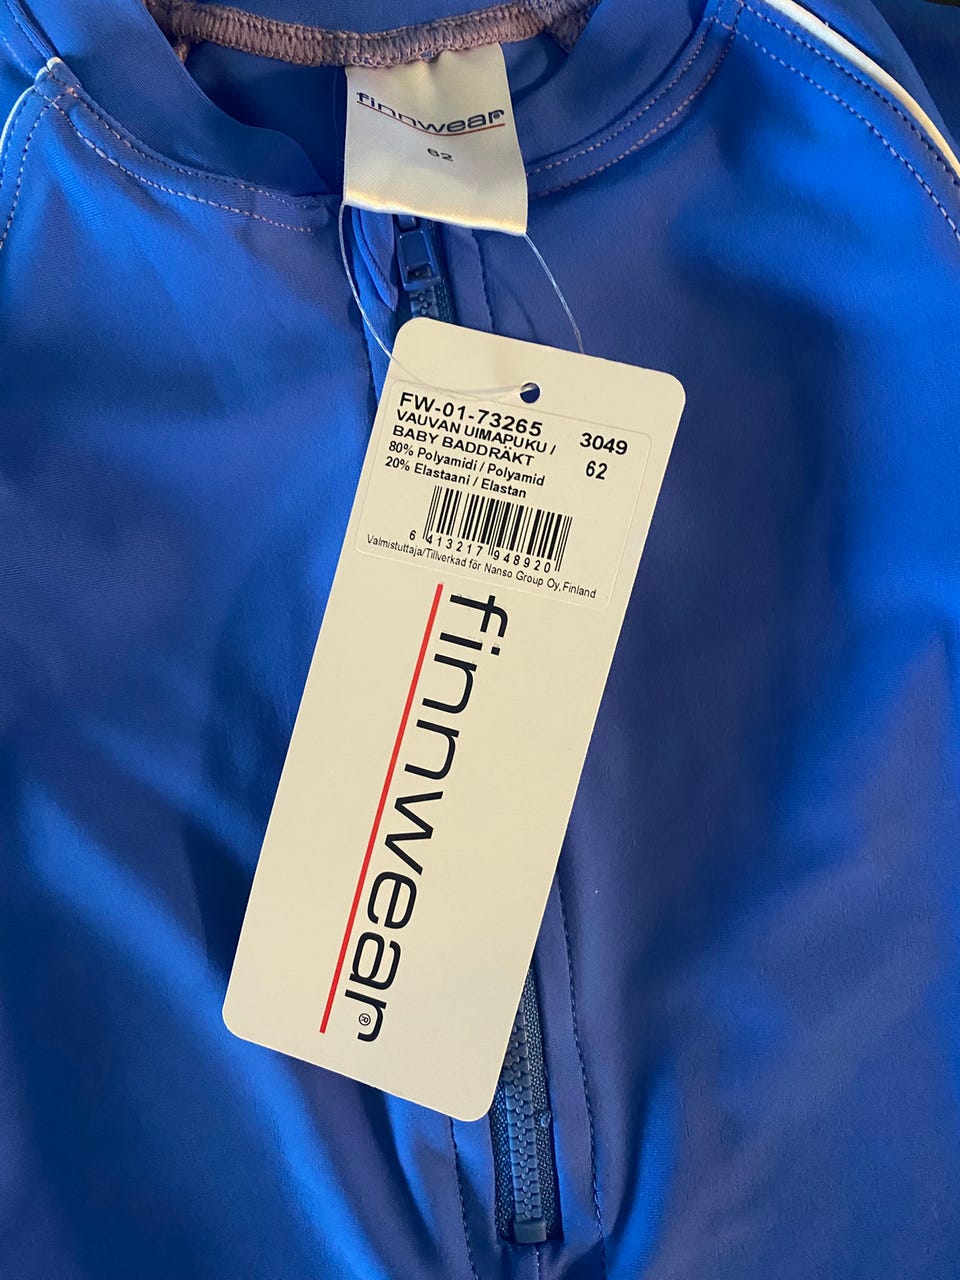 finnwear
62
FW-01-73265
VAUVAN UIMAPUKU /
BABY BADDRÄKT
80% Polyamidi / Polyamid
20% Elastaani / Elastan
3049
62
6 413217 948920
Valmistuttaja/Tillverkad för Nanso Group Oy, Finland
finnwear®